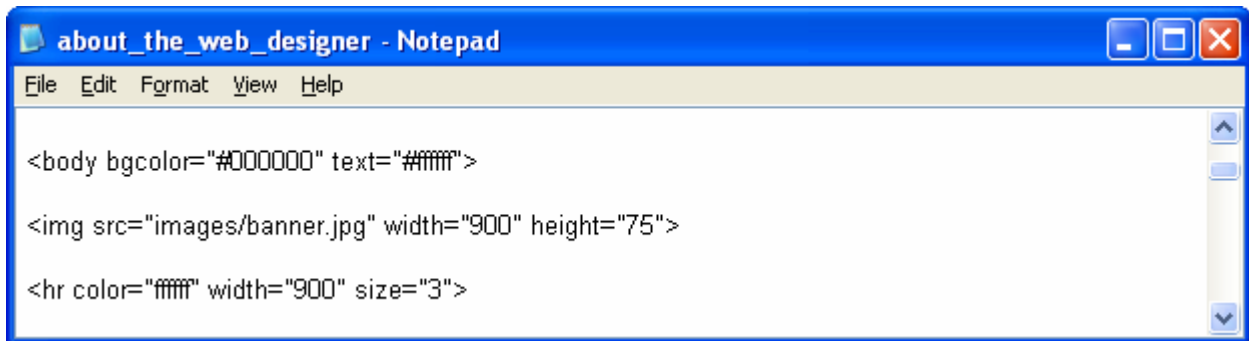 about_the_web_designer - Notepad
File Edit Format View Help
<body bgcolor="#000000" text="#ffffff">
<img src="images/banner.jpg" width="900" height="75">
<hr color="ffffff" width="900" size="3">